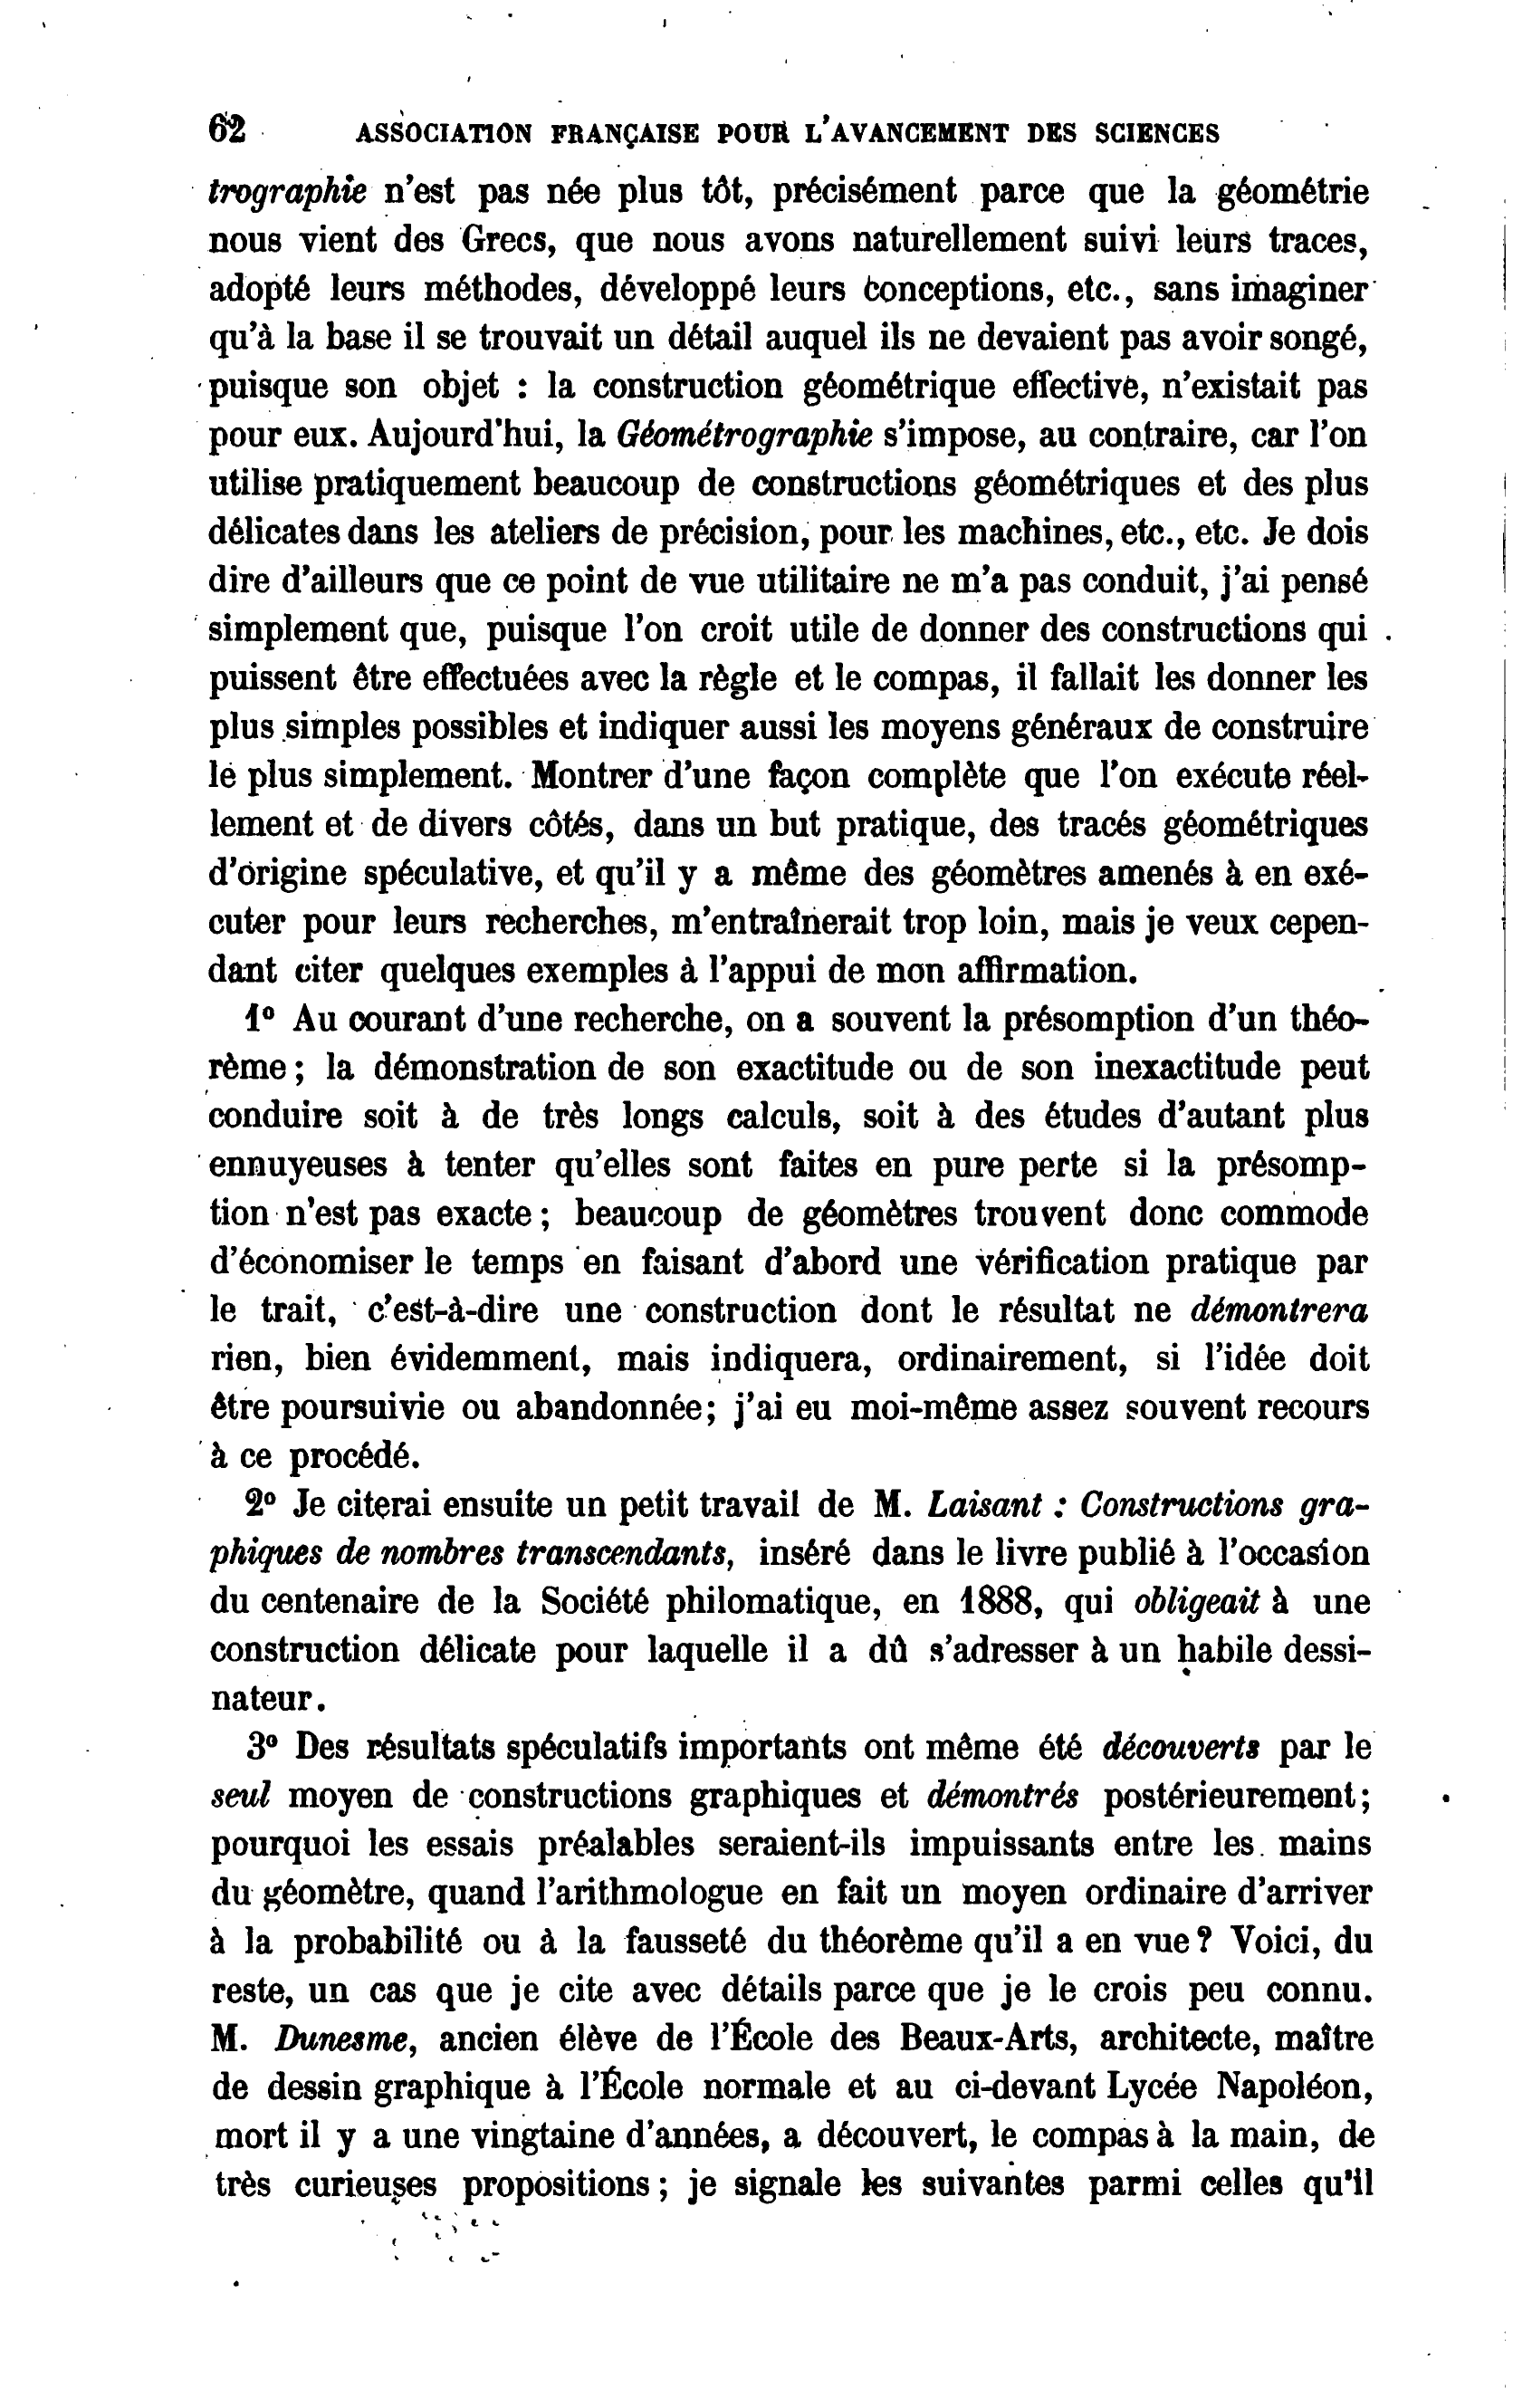 62 ASSOCIATION FRANÇAISE POUR L'AVANCEMENT DES SCIENCES
trographie n'est pas née plus tôt, précisément parce que la géométrie
nous vient des Grecs, que nous avons naturellement suivi leurs traces,
adopté leurs méthodes, développé leurs conceptions, etc., sans imaginer
qu'à la base il se trouvait un détail auquel ils ne devaient pas avoir songé,
puisque son objet : la construction géométrique effective, n'existait pas
pour eux. Aujourd'hui, la Géométrographie s'impose, au contraire, car l'on
utilise pratiquement beaucoup de constructions géométriques et des plus
délicates dans les ateliers de précision, pour les machines, etc., etc. Je dois
dire d'ailleurs que ce point de vue utilitaire ne m'a pas conduit, j'ai pensé
simplement que, puisque l'on croit utile de donner des constructions qui
puissent être effectuées avec la règle et le compas, il fallait les donner les
plus simples possibles et indiquer aussi les moyens généraux de construire
le plus simplement. Montrer d'une façon complète que l'on exécute réel-
lement et de divers côtés, dans un but pratique, des tracés géométriques
d'origine spéculative, et qu'il y a même des géomètres amenés à en exé-
cuter pour leurs recherches, m'entraînerait trop loin, mais je veux cepen-
dant citer quelques exemples à l'appui de mon affirmation.
1º Au courant d'une recherche, on a souvent la présomption d'un théo-
rème ; la démonstration de son exactitude ou de son inexactitude peut
conduire soit à de très longs calculs, soit à des études d'autant plus
ennuyeuses à tenter qu'elles sont faites en pure perte si la présomp-
tion n'est pas exacte ; beaucoup de géomètres trouvent donc commode
d'économiser le temps en faisant d'abord une vérification pratique par
le trait, c'est-à-dire une construction dont le résultat ne démontrera
rien, bien évidemment, mais indiquera, ordinairement, si l'idée doit
être poursuivie ou abandonnée; j'ai eu moi-même assez souvent recours
à ce procédé.
2º Je citerai ensuite un petit travail de M. Laisant : Constructions gra-
phiques de nombres transcendants, inséré dans le livre publié à l'occasion
du centenaire de la Société philomatique, en 1888, qui obligeait à une
construction délicate pour laquelle il a dû s'adresser à un habile dessi-
nateur.
3º Des résultats spéculatifs importants ont même été découverts par le
seul moyen de constructions graphiques et démontrés postérieurement;
pourquoi les essais préalables seraient-ils impuissants entre les mains
du géomètre, quand l'arithmologue en fait un moyen ordinaire d'arriver
à la probabilité ou à la fausseté du théorème qu'il a en vue ? Voici, du
reste, un cas que je cite avec détails parce que je le crois peu connu.
M. Dunesme, ancien élève de l'École des Beaux-Arts, architecte, maître
de dessin graphique à l'École normale et au ci-devant Lycée Napoléon,
mort il y a une vingtaine d'années, a découvert, le compas à la main, de
très curieuses propositions ; je signale les suivantes parmi celles qu'il